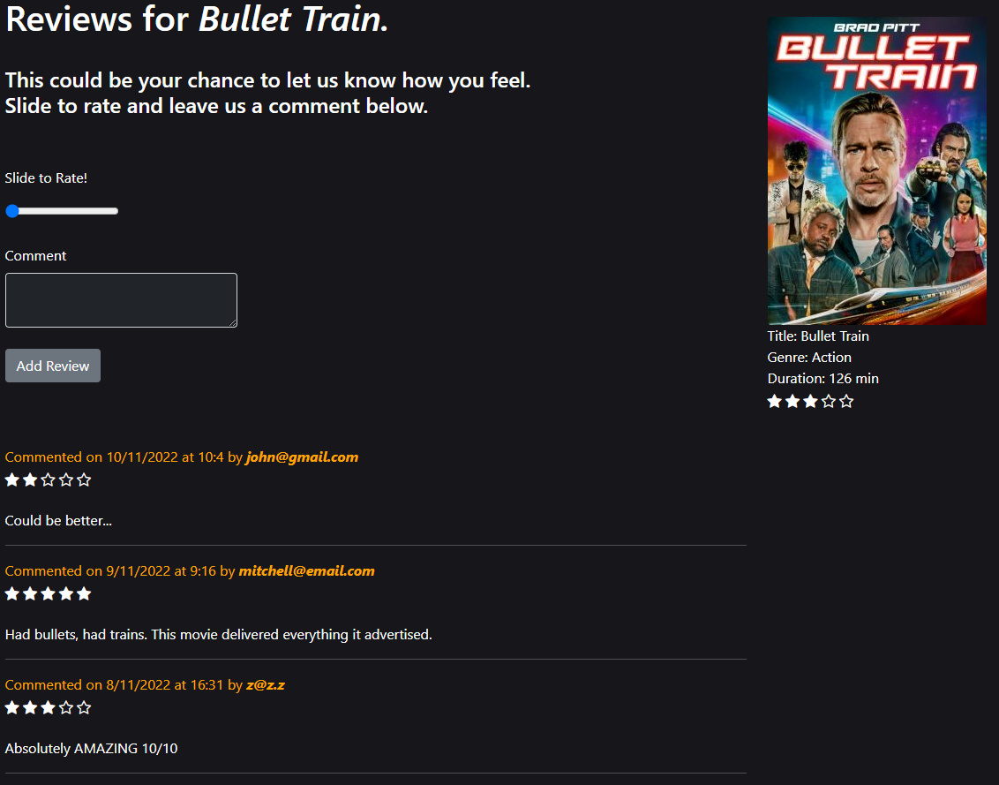 Reviews for Bullet Train.
This could be your chance to let us know how you feel.
Slide to rate and leave us a comment below.
Slide to Rate!
Comment
Add Review
Commented on 10/11/2022 at 10:4 by john@gmail.com
Could be better...
Commented on 9/11/2022 at 9:16 by mitchell@email.com
Had bullets, had trains. This movie delivered everything it advertised.
Commented on 8/11/2022 at 16:31 by z@z.z
Absolutely AMAZING 10/10
BRAD PITT
BULLET
TRAIN
Title: Bullet Train
Genre: Action
Duration: 126 min